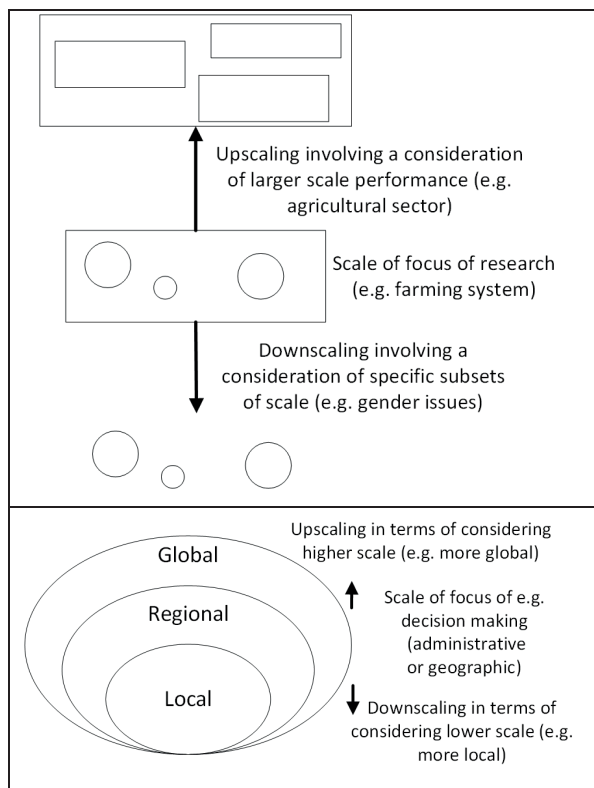 Upscaling involving a consideration
of larger scale performance (e.g.
agricultural sector)
Scale of focus of research
(e.g. farming system)
Downscaling involving a
consideration of specific subsets
of scale (e.g. gender issues)
Upscaling in terms of considering
higher scale (e.g. more global)
Global
Regional
Local
Scale of focus of e.g.
decision making
(administrative
or geographic)
Downscaling in terms of
considering lower scale (e.g.
more local)